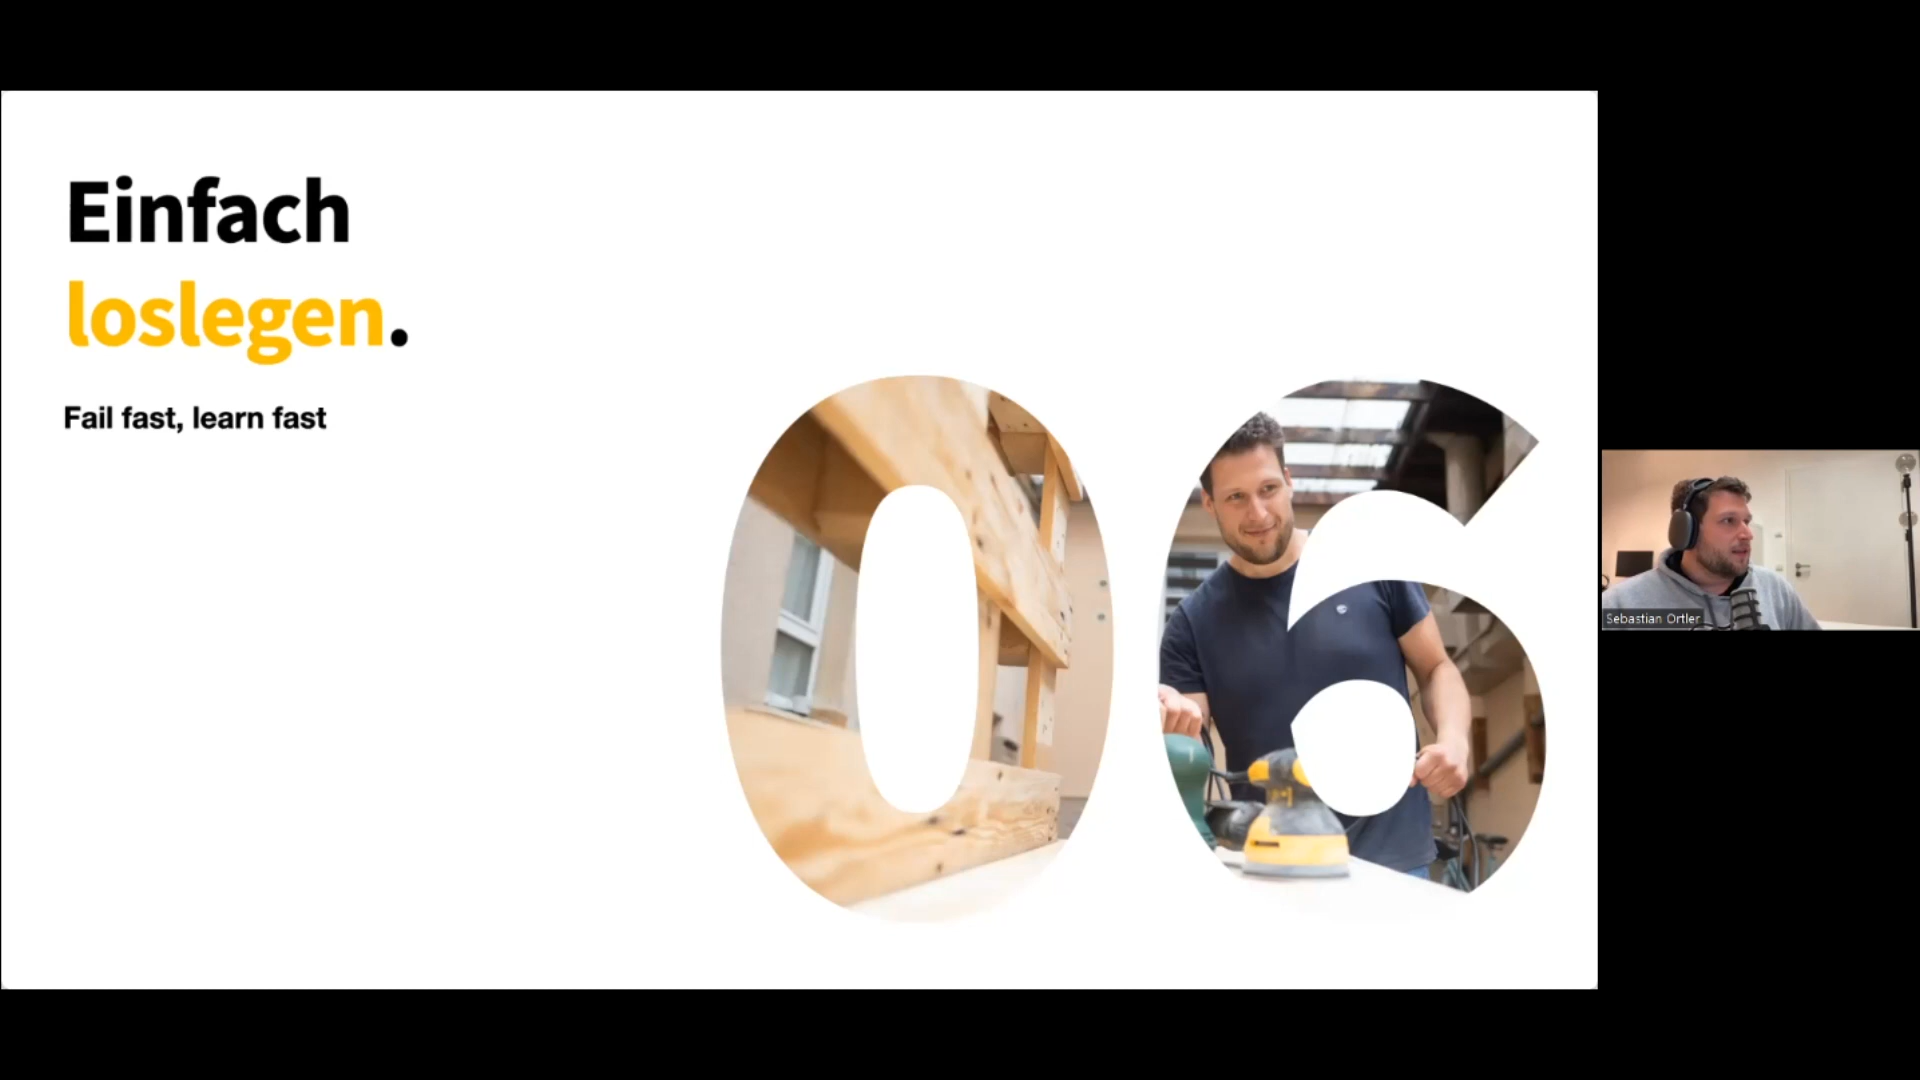 Einfach
loslegen.
Fail fast, learn fast
06
Sebastian Ortler